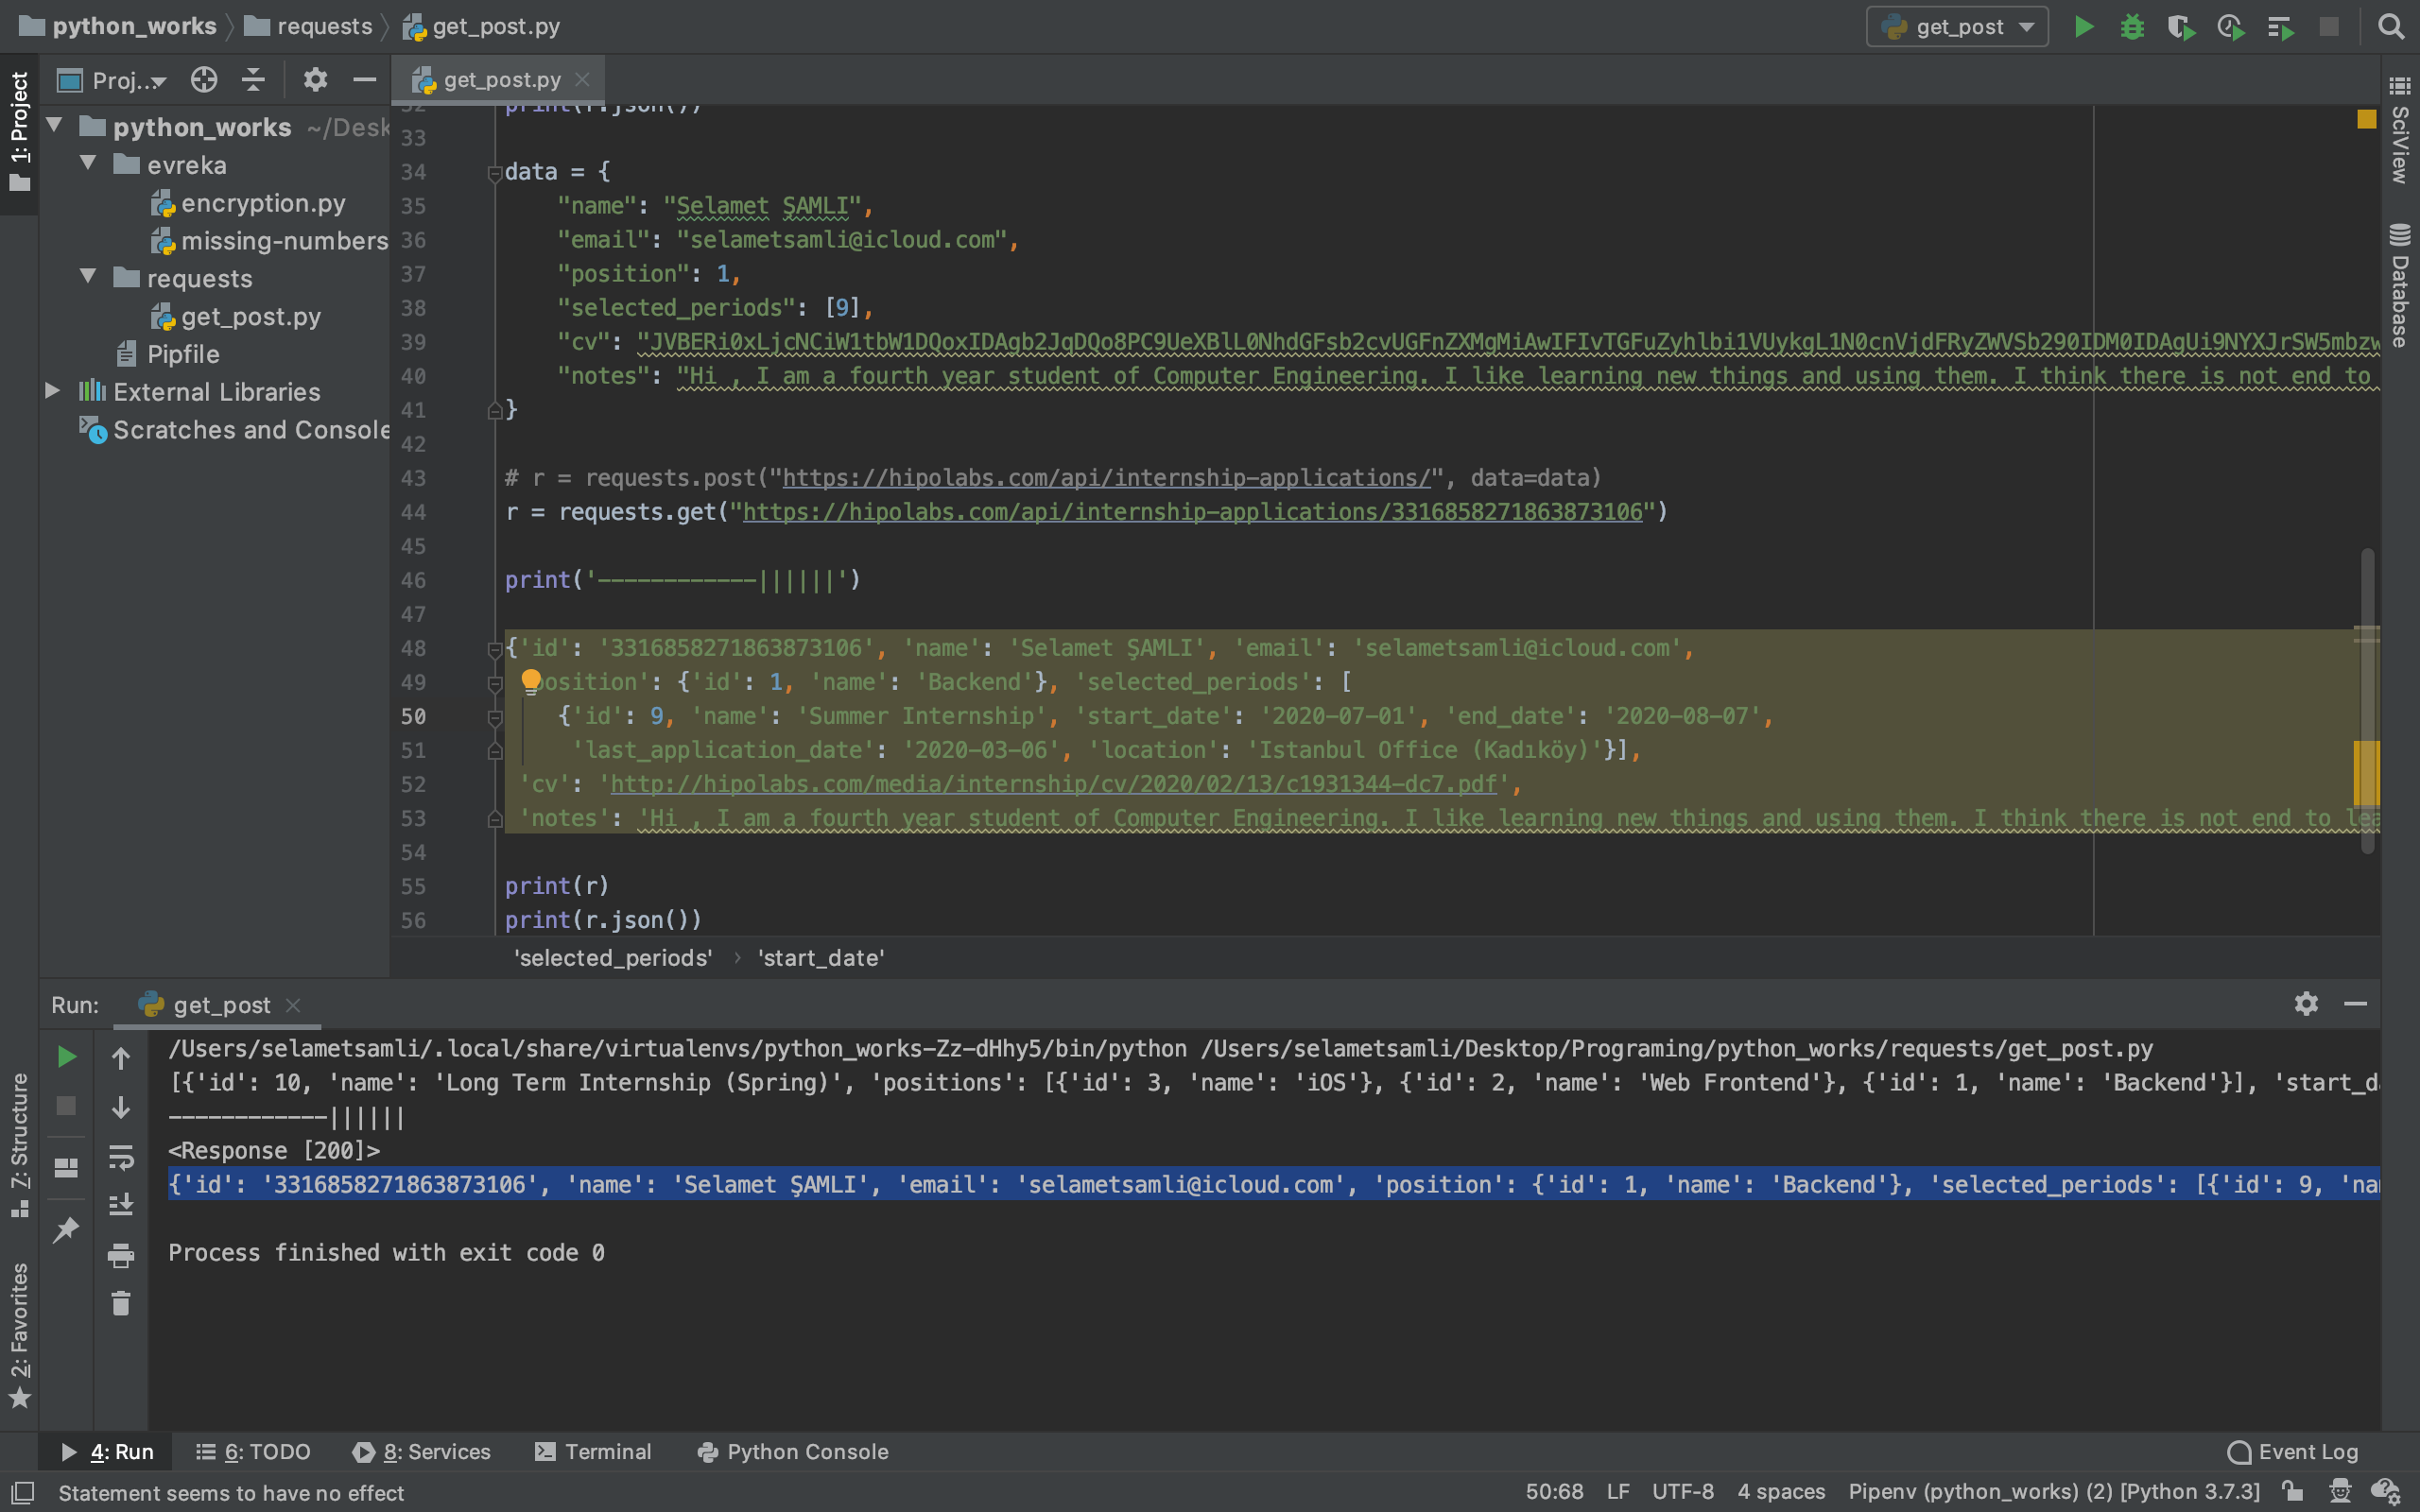 python_works requests get_post.py
get_post
1: Project
Proj...
get_post.py
python_works ~/Desk
evreka
encryption.py
missing-numbers
requests
get_post.py
Pipfile
External Libraries
Scratches and Console
32 print(r.json())
33
34 data = {
35 "name": "Selamet ŞAMLI",
36 "email": "selametsamli@icloud.com",
37 "position": 1,
38 "selected_periods": [9],
39 "cv": "JVBERi0xLjcNCiW1tbW1DQoxIDAgb2JqDQo8PC9UeXBlL0NhdGFsb2cvUGFnZXMgMiAwIFIvTGFuZyhlbi1VUykgL1N0cnVjdFRyZWVSb290IDM0IDAgUi9NYXJrSW5mbzw
40 "notes": "Hi , I am a fourth year student of Computer Engineering. I like learning new things and using them. I think there is not end to
41 }
42
43 # r = requests.post("https://hipolabs.com/api/internship-applications/", data=data)
44 r = requests.get("https://hipolabs.com/api/internship-applications/3316858271863873106")
45
46 print('------------||||||')
47
48 {'id': '3316858271863873106', 'name': 'Selamet ŞAMLI', 'email': 'selametsamli@icloud.com',
49 position': {'id': 1, 'name': 'Backend'}, 'selected_periods': [
50 {'id': 9, 'name': 'Summer Internship', 'start_date': '2020-07-01', 'end_date': '2020-08-07',
51 'last_application_date': '2020-03-06', 'location': 'Istanbul Office (Kadıköy)'}],
52 'cv': 'http://hipolabs.com/media/internship/cv/2020/02/13/c1931344-dc7.pdf',
53 'notes': 'Hi , I am a fourth year student of Computer Engineering. I like learning new things and using them. I think there is not end to lea
54
55 print(r)
56 print(r.json())
'selected_periods' › 'start_date'
SciView
Database
Run: get_post
/Users/selametsamli/.local/share/virtualenvs/python_works-Zz-dHhy5/bin/python /Users/selametsamli/Desktop/Programing/python_works/requests/get_post.py
[{'id': 10, 'name': 'Long Term Internship (Spring)', 'positions': [{'id': 3, 'name': 'iOS'}, {'id': 2, 'name': 'Web Frontend'}, {'id': 1, 'name': 'Backend'}], 'start_da
------------||||||
<Response [200]>
{'id': '3316858271863873106', 'name': 'Selamet ŞAMLI', 'email': 'selametsamli@icloud.com', 'position': {'id': 1, 'name': 'Backend'}, 'selected_periods': [{'id': 9, 'nam
Process finished with exit code 0
Z: Structure
2: Favorites
4: Run 6: TODO 8: Services Terminal Python Console Event Log
Statement seems to have no effect 50:68 LF UTF-8 4 spaces Pipenv (python_works) (2) [Python 3.7.3]